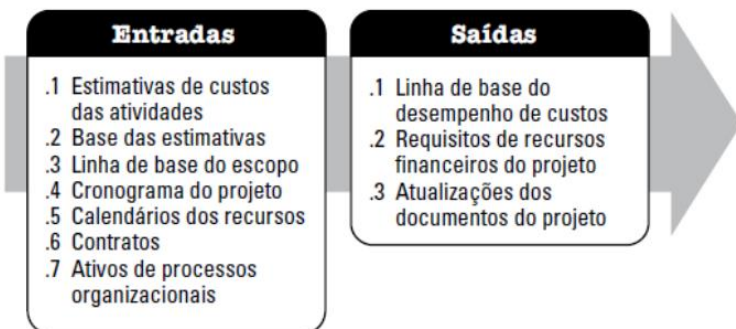 Entradas
.1 Estimativas de custos
das atividades
.2 Base das estimativas
.3 Linha de base do escopo
.4 Cronograma do projeto
.5 Calendários dos recursos
.6 Contratos
.7 Ativos de processos
organizacionais
Saídas
.1 Linha de base do
desempenho de custos
.2 Requisitos de recursos
financeiros do projeto
.3 Atualizações dos
documentos do projeto